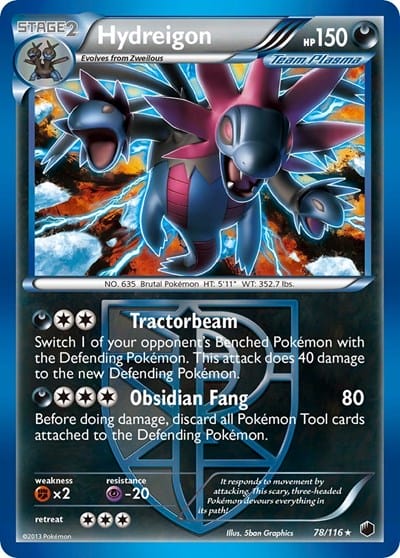 STAGE2
Hydreigon
HP150
Evolves from Zweilous
Team Plasma
NO. 635 Brutal Pokémon HT: 5'11" WT: 352.7 lbs.
Tractorbeam
Switch 1 of your opponent's Benched Pokémon with
the Defending Pokémon. This attack does 40 damage
to the new Defending Pokémon.
Obsidian Fang 80
Before doing damage, discard all Pokémon Tool cards
attached to the Defending Pokémon.
weakness
×2
resistance
-20
retreat
It responds to movement by
attacking. This scary, three-headed
Pokémon devours everything in
its path!
©2013 Pokémon
Illus. 5ban Graphics
78/116 ★